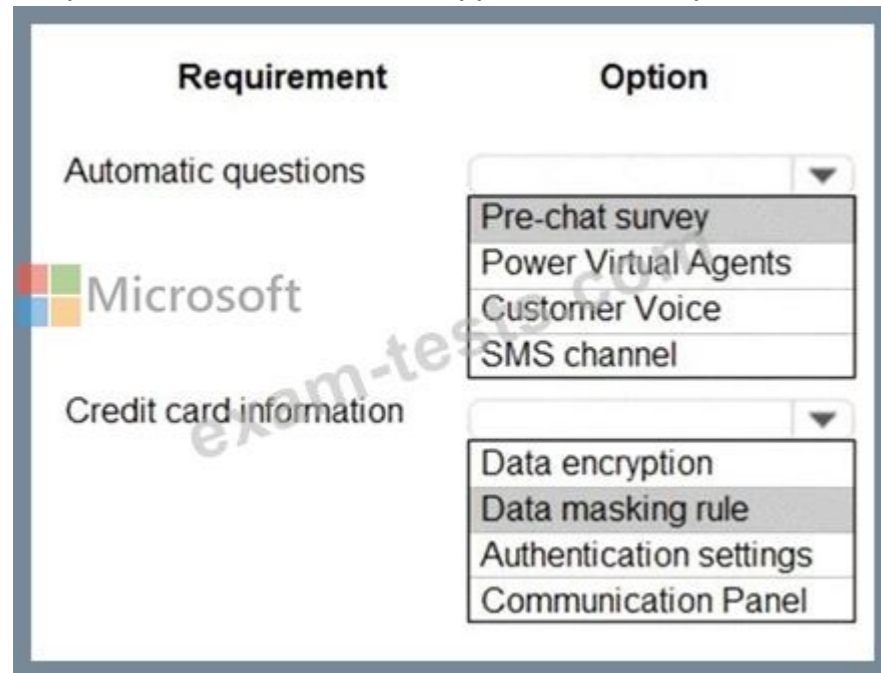 Requirement Option
Automatic questions
Pre-chat survey
Power Virtual Agents
Customer Voice
SMS channel
Microsoft
exam-tests.com
Credit card information
Data encryption
Data masking rule
Authentication settings
Communication Panel